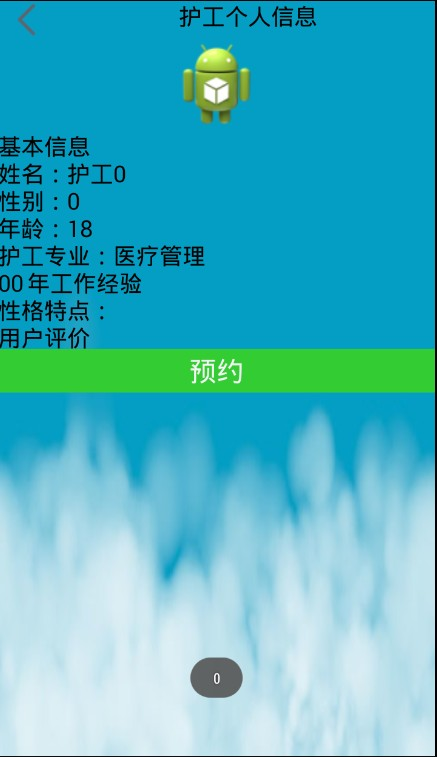 护工个人信息
基本信息
姓名：护工0
性别：0
年龄：18
护工专业：医疗管理
00 年工作经验
性格特点：
用户评价
预约
0